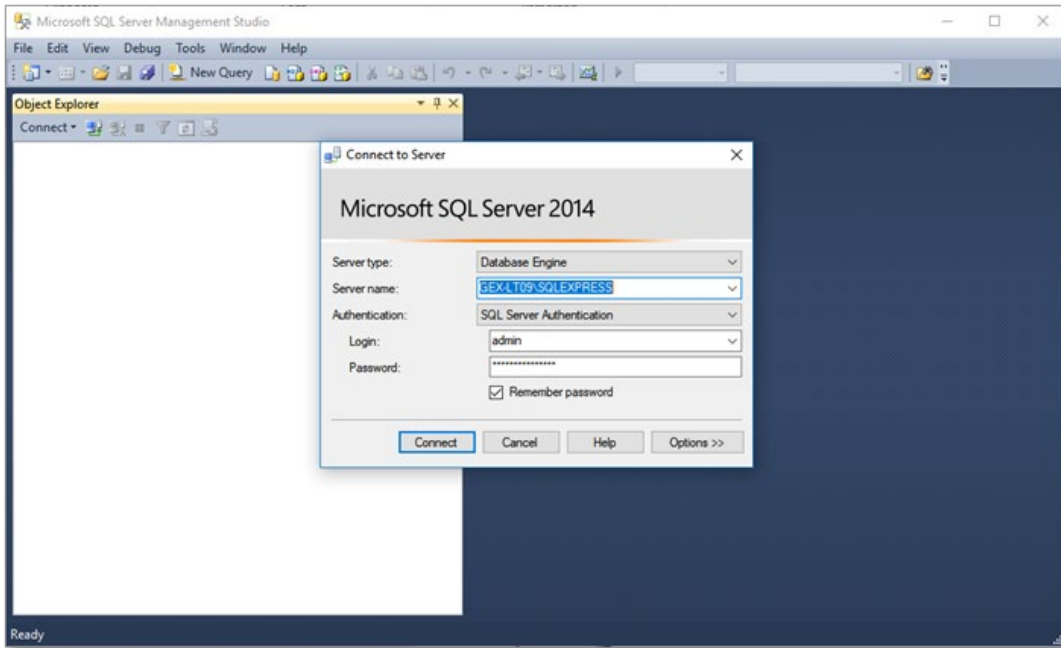 Microsoft SQL Server Management Studio
File Edit View Debug Tools Window Help
New Query
Object Explorer
Connect
Connect to Server
Microsoft SQL Server 2014
Server type: Database Engine
Server name: GEX-LT09\SQLEXPRESS
Authentication: SQL Server Authentication
Login: admin
Password: ***************
Remember password
Connect Cancel Help Options >>
Ready